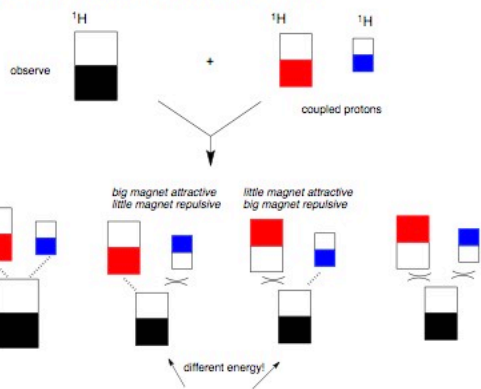 ¹H
¹H
¹H
observe
+
coupled protons
big magnet attractive
little magnet repulsive
little magnet attractive
big magnet repulsive
different energy!